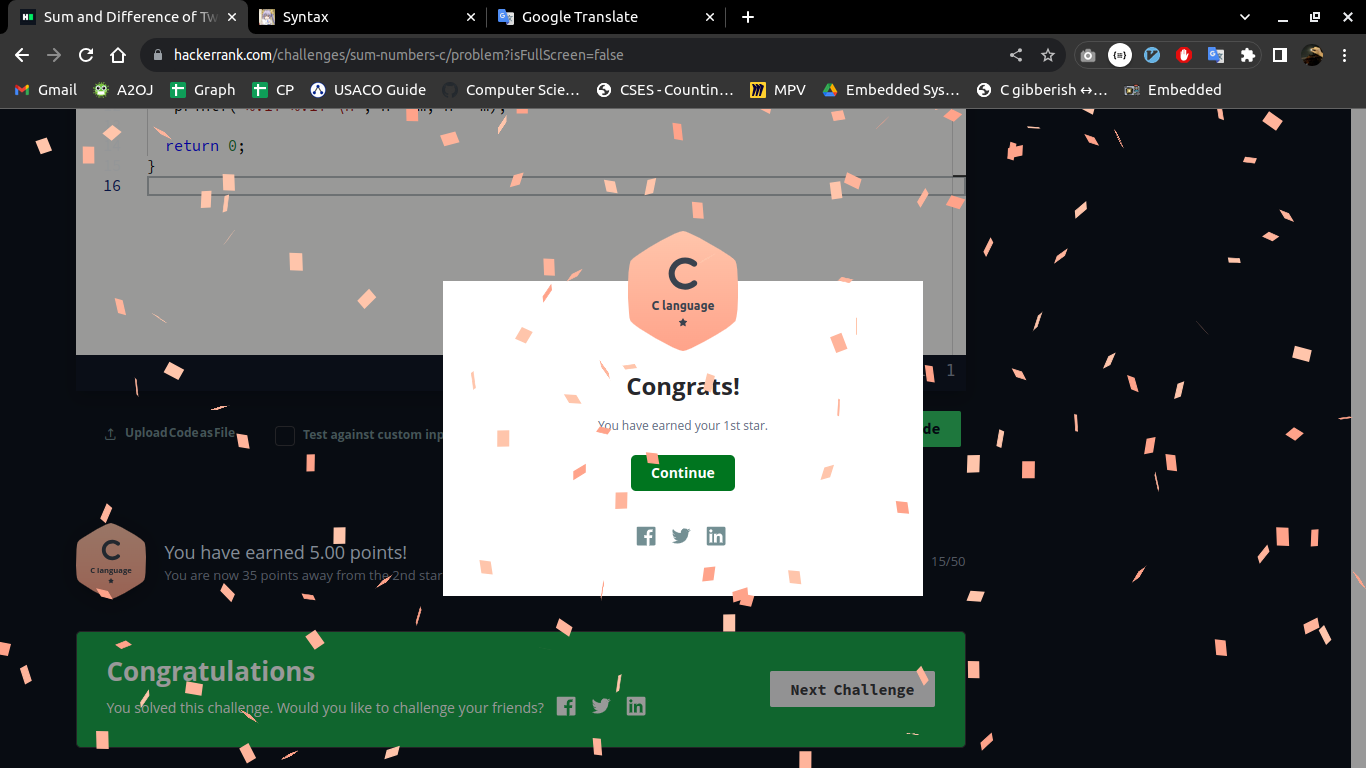 Sum and Difference of Tw
Syntax
Google Translate
hackerrank.com/challenges/sum-numbers-c/problem?isFullScreen=false
Gmail
A2OJ
Graph
CP
USACO Guide
Computer Scie…
CSES - Countin…
MPV
Embedded Sys…
C gibberish ↔…
Embedded
return 0;
}
16
C
C language
1
Congrats!
You have earned your 1st star.
Upload Code as File
Test against custom inp
de
Continue
C
C language
You have earned 5.00 points!
You are now 35 points away from the 2nd star
15/50
Congratulations
You solved this challenge. Would you like to challenge your friends?
Next Challenge